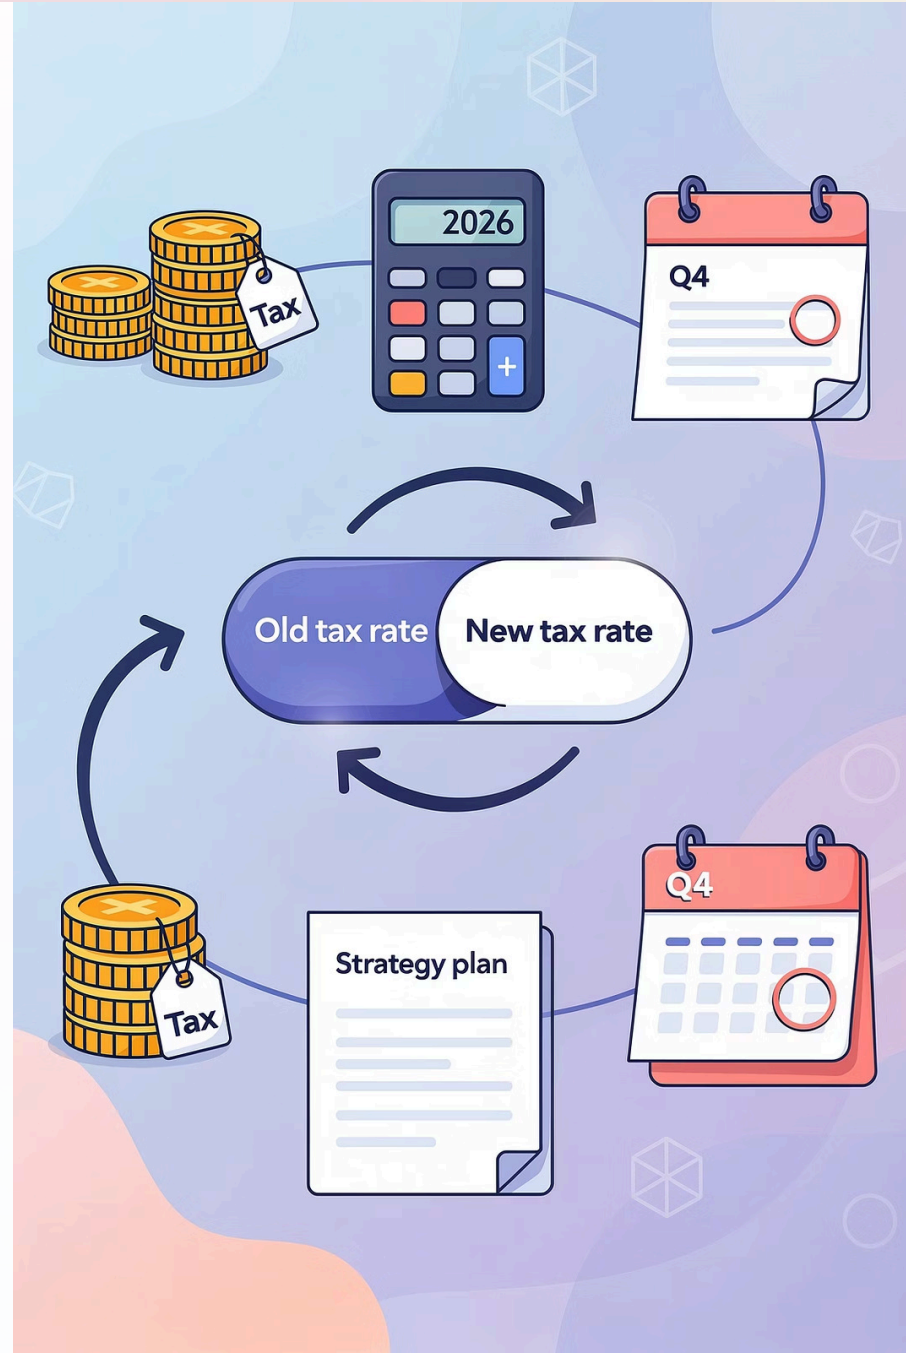 Tax
2026
Q4
+
Old tax rate
New tax rate
Q4
Strategy plan
Tax